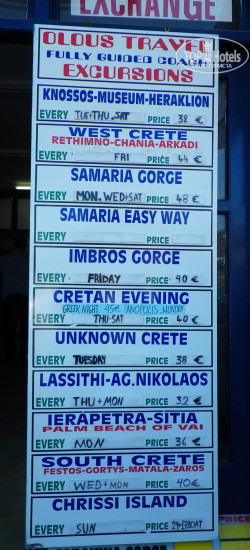 EXCHANGE
OLOUS TRAVEL
FULLY GUIDED COACH
EXCURSIONS
KNOSSOS-MUSEUM-HERAKLION
EVERY TUE+THU.SAT PRICE 38 €
WEST CRETE
RETHIMNO-CHANIA-ARKADI
EVERY FRI PRICE 44 €
SAMARIA GORGE
EVERY MON.WED+SAT PRICE 48 €
SAMARIA EASY WAY
EVERY PRICE
IMBROS GORGE
EVERY FRIDAY PRICE 40 €
CRETAN EVENING
GREEK NIGHT 45€
EVERY THU-SAT PRICE 40 €
UNKNOWN CRETE
EVERY TUESDAY PRICE 38 €
LASSITHI-AG.NIKOLAOS
EVERY THU+MON PRICE 32 €
IERAPETRA-SITIA
PALM BEACH OF VAI
EVERY MON PRICE 36 €
SOUTH CRETE
FESTOS-GORTYS-MATALA-ZAROS
EVERY WED+MON PRICE 40€
CHRISSI ISLAND
EVERY SUN PRICE 24€BOAT